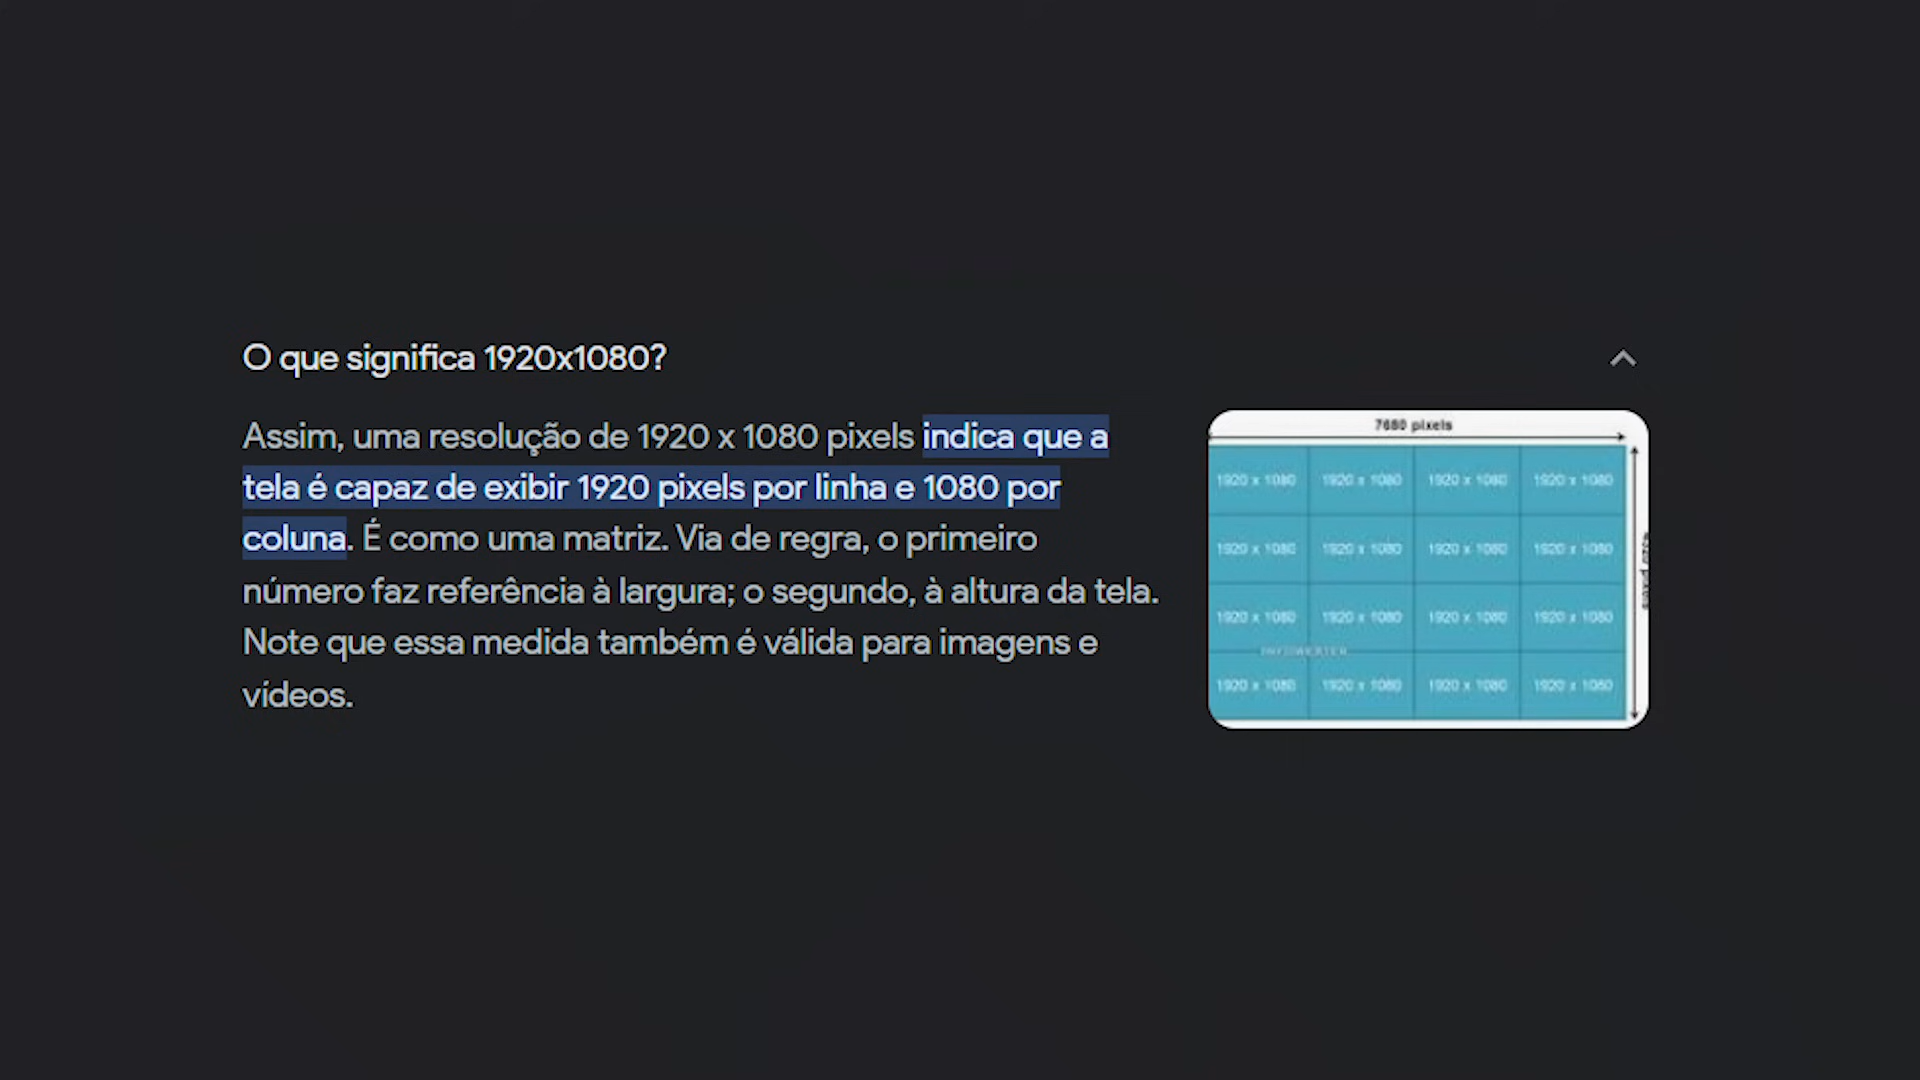 O que significa 1920x1080?
Assim, uma resolução de 1920 x 1080 pixels indica que a
tela é capaz de exibir 1920 pixels por linha e 1080 por
coluna. É como uma matriz. Via de regra, o primeiro
número faz referência à largura; o segundo, à altura da tela.
Note que essa medida também é válida para imagens e
vídeos.
7680 pixels
1920 x 1080 1920 x 1080 1920 x 1080 1920 x 1080
1920 x 1080 1920 x 1080 1920 x 1080 1920 x 1080
1920 x 1080 1920 x 1080 1920 x 1080 1920 x 1080
INFOWESTER
1920 x 1080 1920 x 1080 1920 x 1080 1920 x 1080
4320 pixels